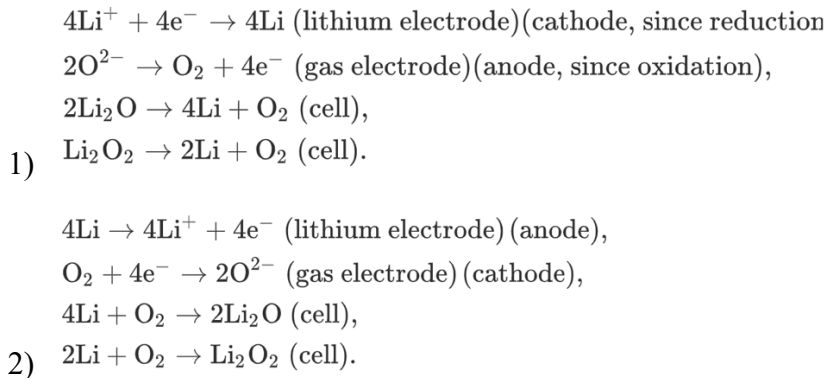 4Li⁺ + 4e⁻ → 4Li (lithium electrode)(cathode, since reduction
2O²⁻ → O₂ + 4e⁻ (gas electrode)(anode, since oxidation),
2Li₂O → 4Li + O₂ (cell),
1) Li₂O₂ → 2Li + O₂ (cell).
4Li → 4Li⁺ + 4e⁻ (lithium electrode) (anode),
O₂ + 4e⁻ → 2O²⁻ (gas electrode) (cathode),
4Li + O₂ → 2Li₂O (cell),
2) 2Li + O₂ → Li₂O₂ (cell).